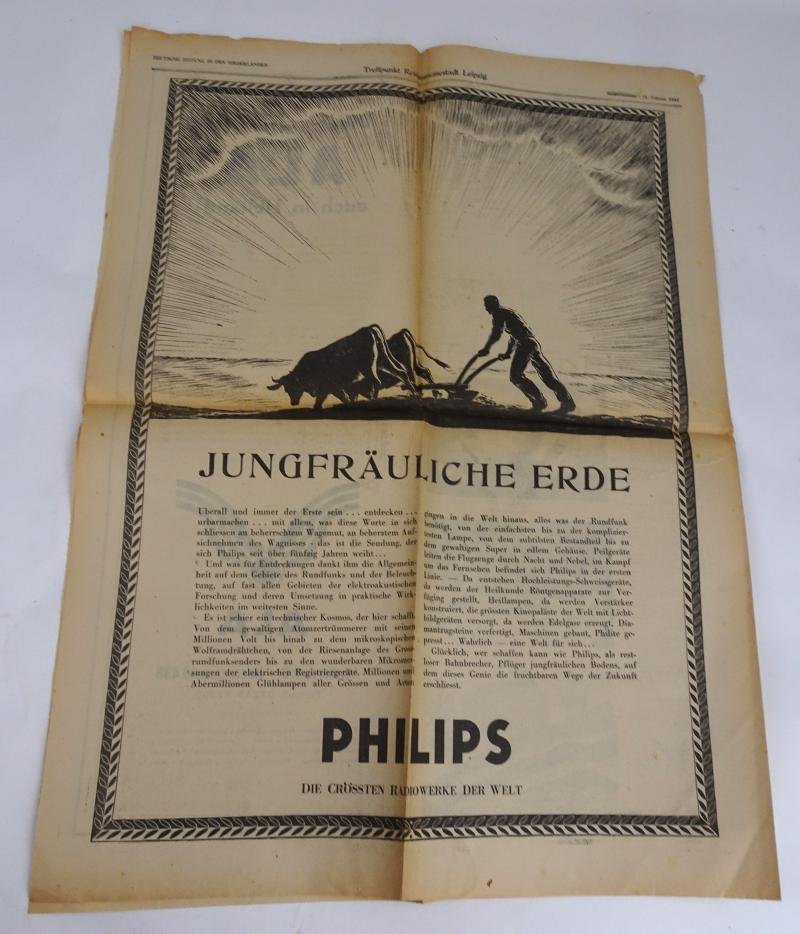 DEUTSCHE ZEITUNG IN DEN NIEDERLANDEN
Treffpunkt Reichsmessestadt Leipzig
Februar 1941
JUNGFRÄULICHE ERDE
Überall und immer der Erste sein . . . entdecken . . .
urbarmachen . . . mit allem, was diese Worte in sich
schliessen an beherrschtem Wagemut, an beherztem Auf-
sichnehmen des Wagnisses - das ist die Sendung, der
sich Philips seit über fünfzig Jahren weiht . . .
Und was für Entdeckungen dankt ihm die Allgemein-
heit auf dem Gebiete des Rundfunks und der Beleuch-
tung, auf fast allen Gebieten der elektroakustischen
Forschung und deren Umsetzung in praktische Wirk-
lichkeiten im weitesten Sinne.
Es ist schier ein technischer Kosmos, der hier schafft.
Von dem gewaltigen Atomzertrümmerer mit seinen
Millionen Volt bis hinab zu dem mikroskopischen
Wolframdrähtchen, von der Riesenanlage des Gross-
rundfunksenders bis zu den wunderbaren Mikromes-
sungen der elektrischen Registriergeräte. Millionen und
Abermillionen Glühlampen aller Grössen und Arten
gingen in die Welt hinaus, alles was der Rundfunk
benötigt, von der einfachsten bis zu der komplizier-
testen Lampe, von dem subtilsten Bestandteil bis zu
dem gewaltigen Super in edlem Gehäuse. Peilgeräte
leiten die Flugzeuge durch Nacht und Nebel, im Kampf
um das Fernsehen befindet sich Philips in der ersten
Linie. — Da entstehen Hochleistungs-Schweissgeräte,
da werden der Heilkunde Röntgenapparate zur Ver-
fügung gestellt, Heillampen, da werden Verstärker
konstruiert, die grössten Kinopaläste der Welt mit Licht-
bildgeräten versorgt, da werden Edelgase erzeugt, Dia-
mantzugsteine verfertigt, Maschinen gebaut, Philite ge-
presst . . . Wahrlich — eine Welt für sich . . .
Glücklich, wer schaffen kann wie Philips, als rest-
loser Bahnbrecher, Pflüger jungfräulichen Bodens, auf
dem dieses Genie die fruchtbaren Wege der Zukunft
erschliesst.
PHILIPS
DIE GRÖSSTEN RADIOWERKE DER WELT